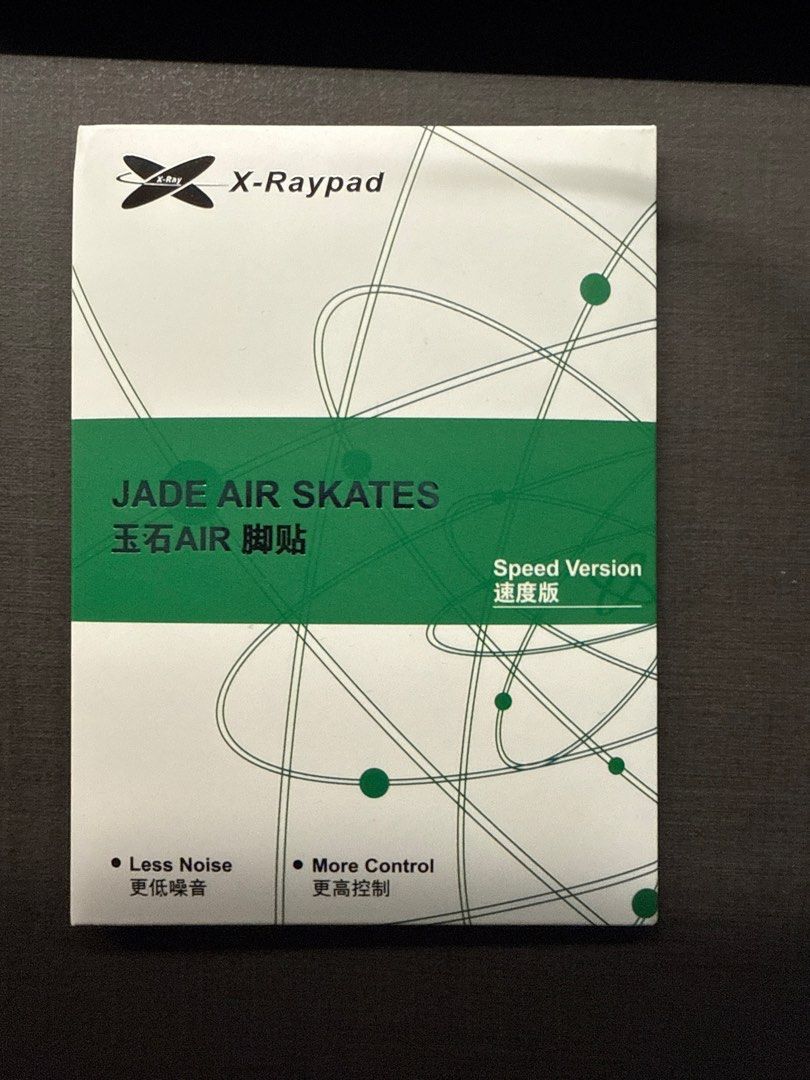 X-Ray
X-Raypad
JADE AIR SKATES
玉石AIR 脚贴
Speed Version
速度版
Less Noise
更低噪音
More Control
更高控制